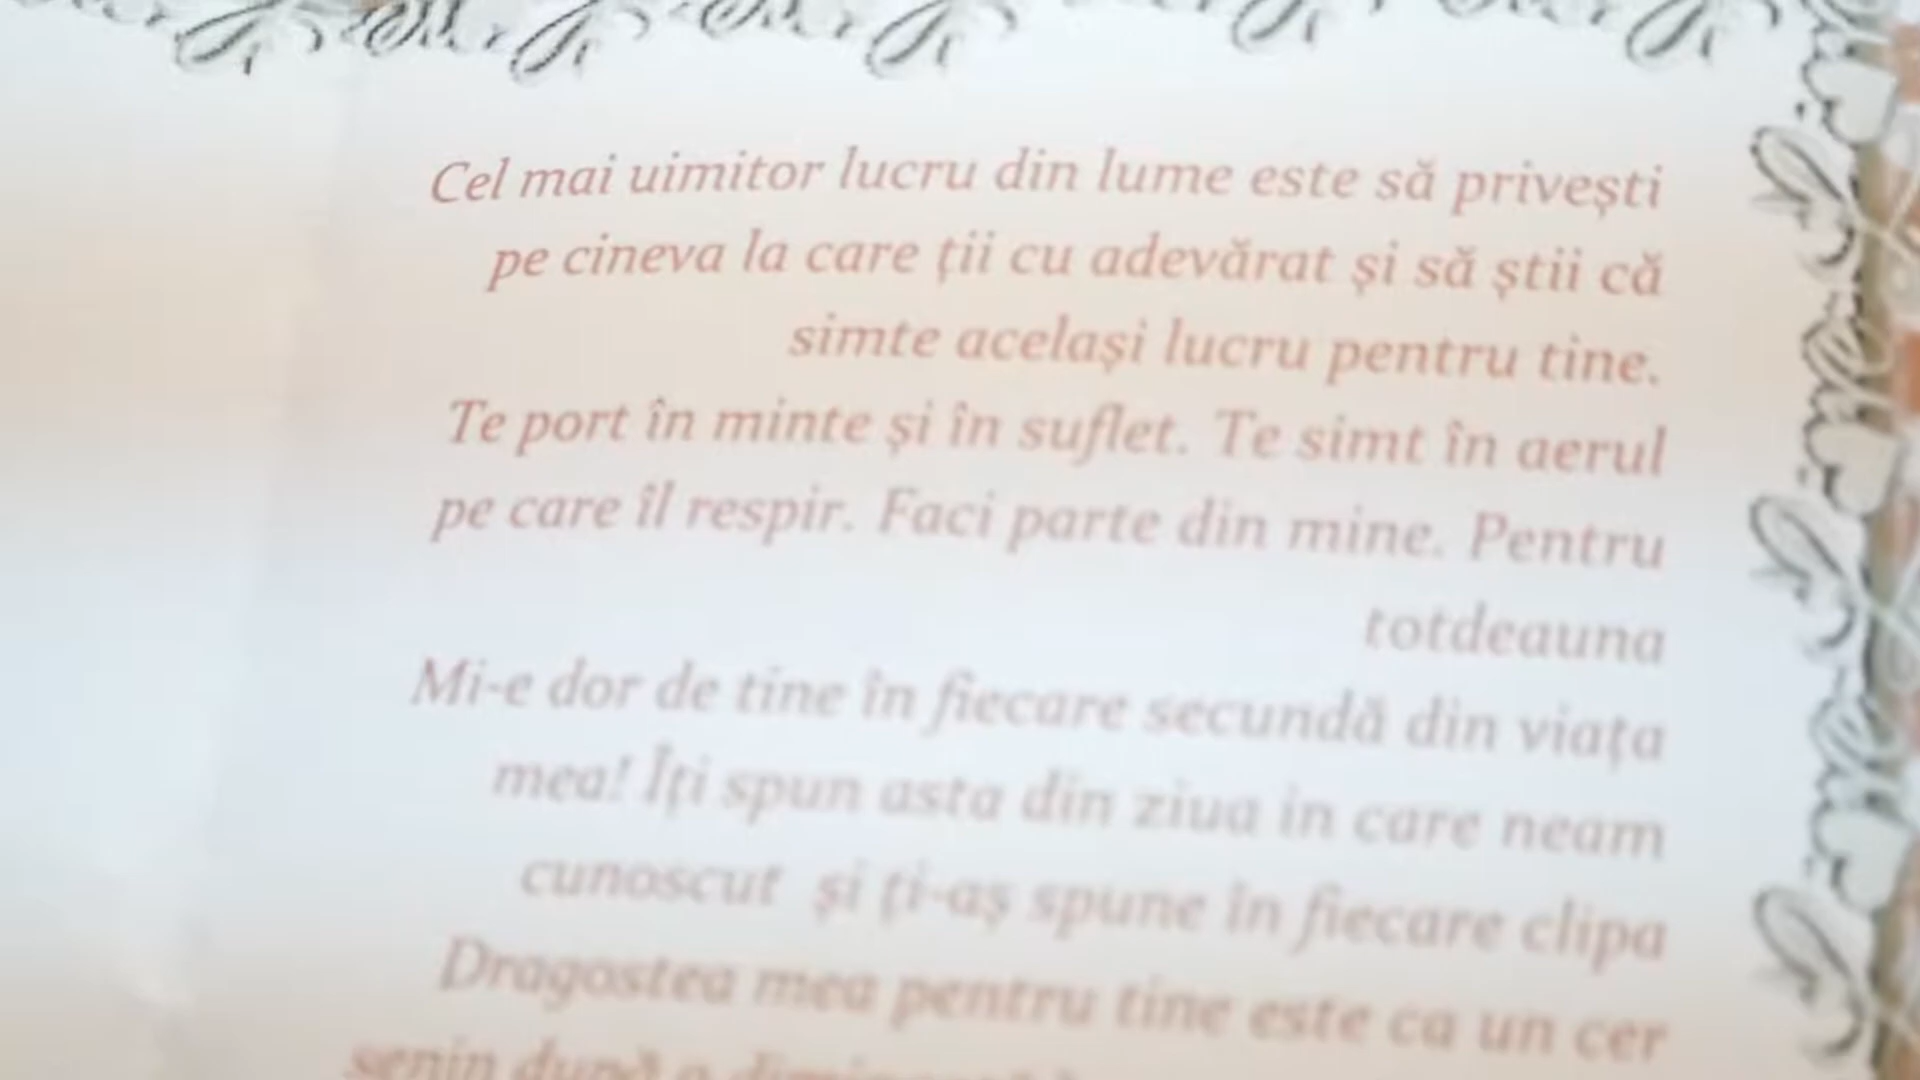 Cel mai uimitor lucru din lume este să privești
pe cineva la care ții cu adevărat și să știi că
simte același lucru pentru tine.
Te port în minte și în suflet. Te simt în aerul
pe care îl respir. Faci parte din mine. Pentru
totdeauna
Mi-e dor de tine în fiecare secundă din viața
mea! Îți spun asta din ziua in care neam
cunoscut și ți-aș spune în fiecare clipa
Dragostea mea pentru tine este ca un cer
senin după o